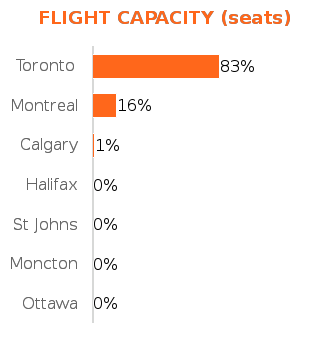 FLIGHT CAPACITY (seats)
Toronto 83%
Montreal 16%
Calgary 1%
Halifax 0%
St Johns 0%
Moncton 0%
Ottawa 0%